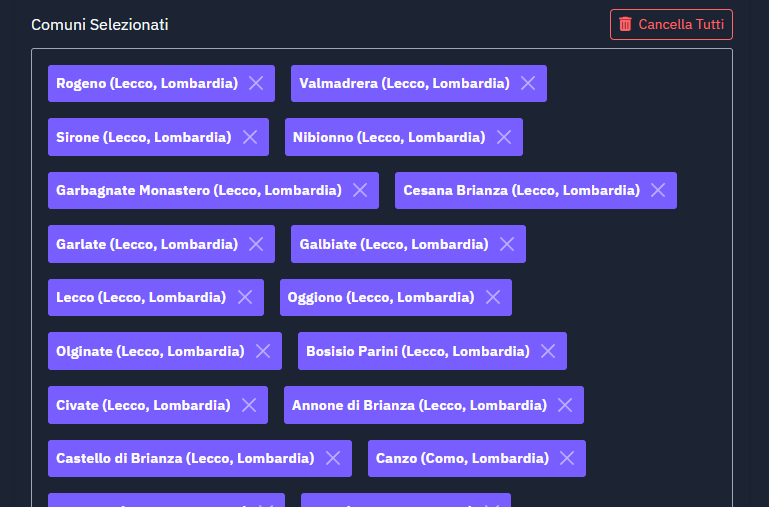 Comuni Selezionati
Cancella Tutti
Rogeno (Lecco, Lombardia)
Valmadrera (Lecco, Lombardia)
Sirone (Lecco, Lombardia)
Nibionno (Lecco, Lombardia)
Garbagnate Monastero (Lecco, Lombardia)
Cesana Brianza (Lecco, Lombardia)
Garlate (Lecco, Lombardia)
Galbiate (Lecco, Lombardia)
Lecco (Lecco, Lombardia)
Oggiono (Lecco, Lombardia)
Olginate (Lecco, Lombardia)
Bosisio Parini (Lecco, Lombardia)
Civate (Lecco, Lombardia)
Annone di Brianza (Lecco, Lombardia)
Castello di Brianza (Lecco, Lombardia)
Canzo (Como, Lombardia)